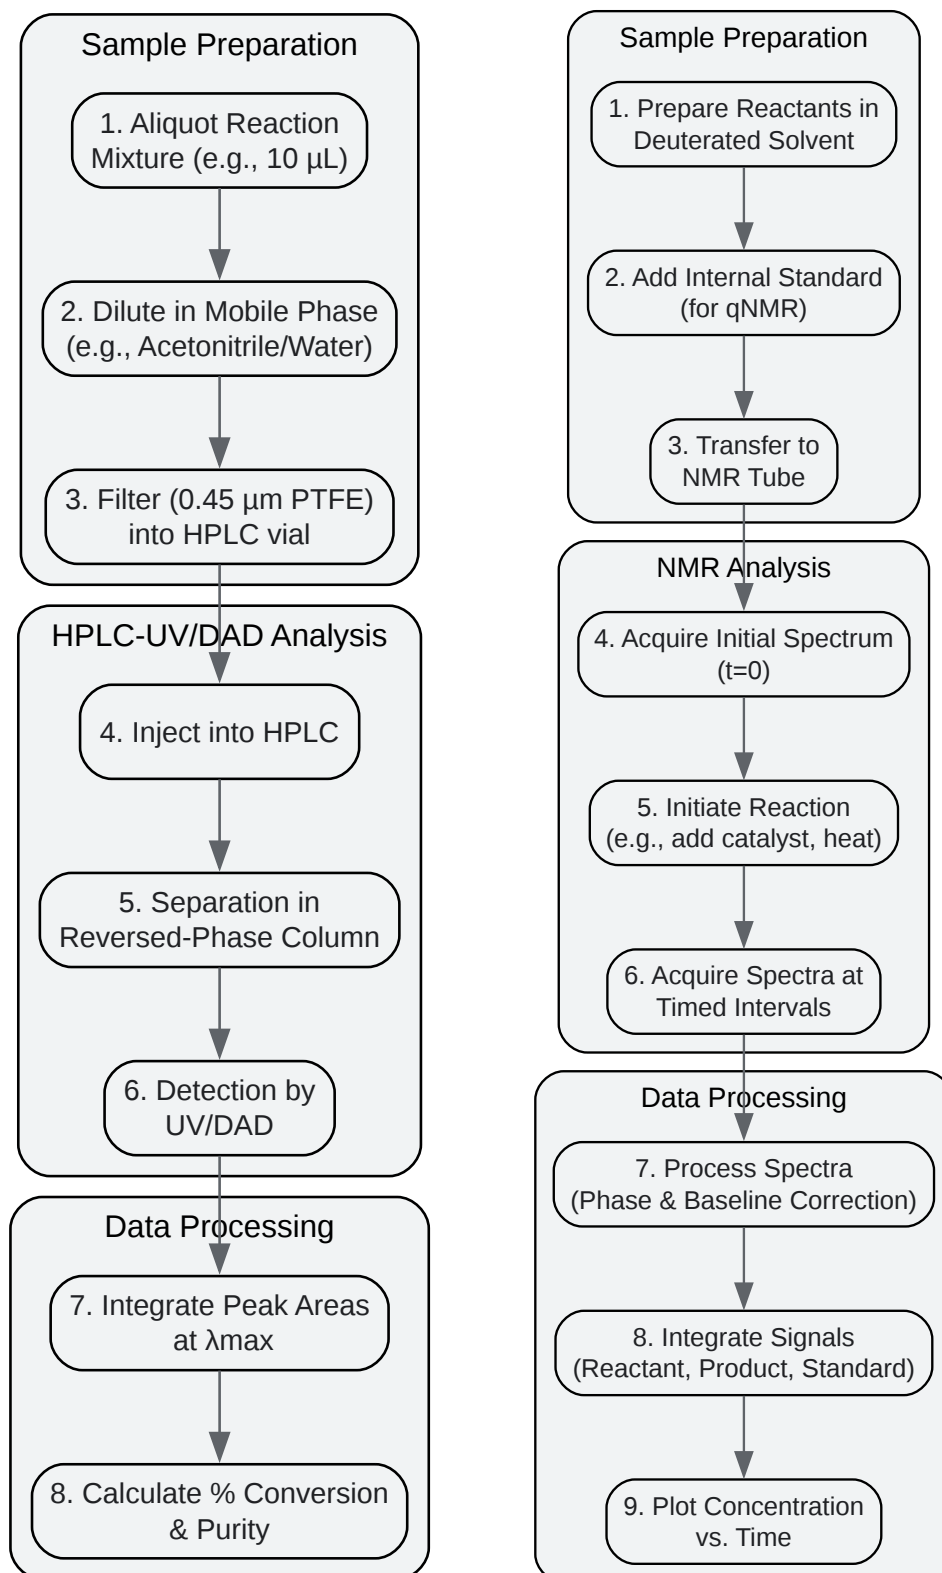 Sample Preparation
1. Aliquot Reaction
Mixture (e.g., 10 µL)
2. Dilute in Mobile Phase
(e.g., Acetonitrile/Water)
3. Filter (0.45 µm PTFE)
into HPLC vial
HPLC-UV/DAD Analysis
4. Inject into HPLC
5. Separation in
Reversed-Phase Column
6. Detection by
UV/DAD
Data Processing
7. Integrate Peak Areas
at λmax
8. Calculate % Conversion
& Purity
Sample Preparation
1. Prepare Reactants in
Deuterated Solvent
2. Add Internal Standard
(for qNMR)
3. Transfer to
NMR Tube
NMR Analysis
4. Acquire Initial Spectrum
(t=0)
5. Initiate Reaction
(e.g., add catalyst, heat)
6. Acquire Spectra at
Timed Intervals
Data Processing
7. Process Spectra
(Phase & Baseline Correction)
8. Integrate Signals
(Reactant, Product, Standard)
9. Plot Concentration
vs. Time